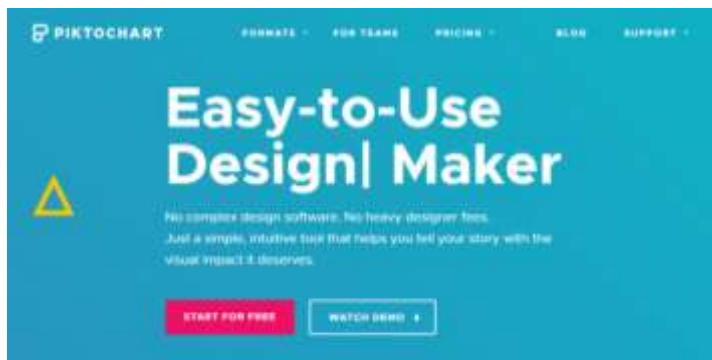 PIKTOCHART FORMATS FOR TEAMS PRICING BLOG SUPPORT
Easy-to-Use
Design| Maker
No complex design software. No heavy designer fees.
Just a simple, intuitive tool that helps you tell your story with the
visual impact it deserves.
START FOR FREE WATCH DEMO